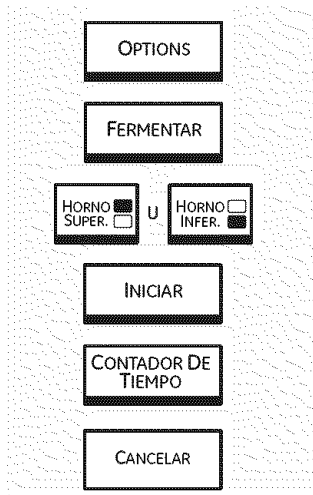 OPTIONS
FERMENTAR
HORNO SUPER. U HORNO INFER.
INICIAR
CONTADOR DE
TIEMPO
CANCELAR